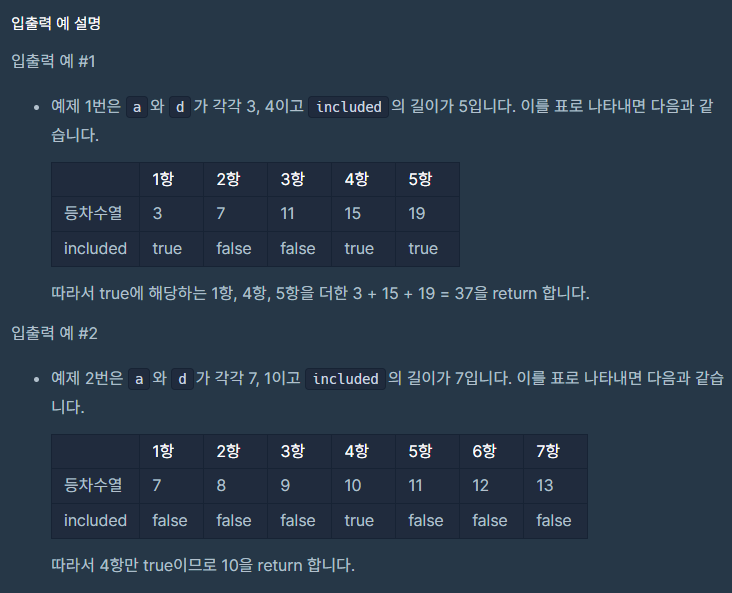 입출력 예 설명
입출력 예 #1
예제 1번은 a 와 d 가 각각 3, 4이고 included 의 길이가 5입니다. 이를 표로 나타내면 다음과 같
습니다.
1항 2항 3항 4항 5항
등차수열 3 7 11 15 19
included true false false true true
따라서 true에 해당하는 1항, 4항, 5항을 더한 3 + 15 + 19 = 37을 return 합니다.
입출력 예 #2
예제 2번은 a 와 d 가 각각 7, 1이고 included 의 길이가 7입니다. 이를 표로 나타내면 다음과 같습
니다.
1항 2항 3항 4항 5항 6항 7항
등차수열 7 8 9 10 11 12 13
included false false false true false false false
따라서 4항만 true이므로 10을 return 합니다.